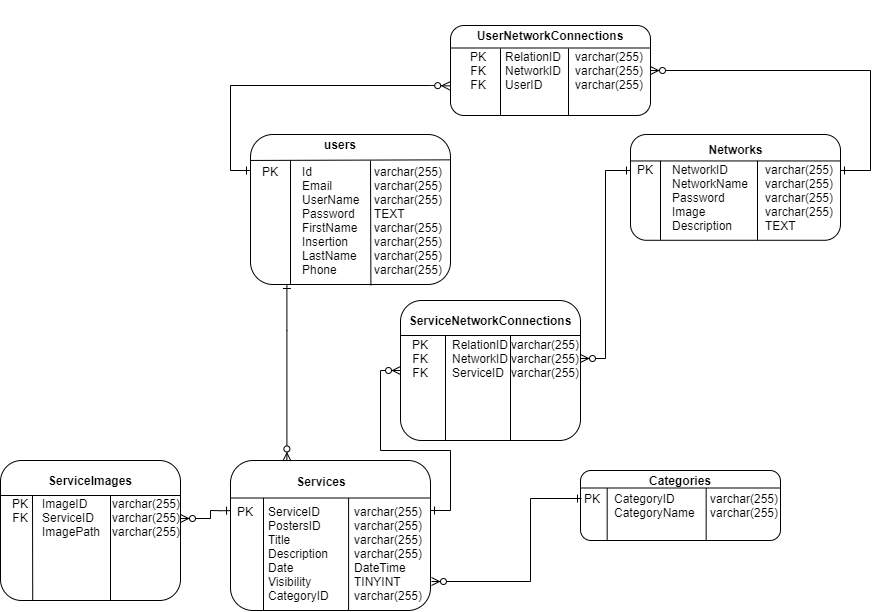 UserNetworkConnections
PK RelationID varchar(255)
FK NetworkID varchar(255)
FK UserID varchar(255)
users
PK Id varchar(255)
Email varchar(255)
UserName varchar(255)
Password TEXT
FirstName varchar(255)
Insertion varchar(255)
LastName varchar(255)
Phone varchar(255)
Networks
PK NetworkID varchar(255)
NetworkName varchar(255)
Password varchar(255)
Image varchar(255)
Description TEXT
ServiceNetworkConnections
PK RelationID varchar(255)
FK NetworkID varchar(255)
FK ServiceID varchar(255)
ServiceImages
PK ImageID varchar(255)
FK ServiceID varchar(255)
ImagePath varchar(255)
Services
PK ServiceID varchar(255)
PostersID varchar(255)
Title varchar(255)
Description varchar(255)
Date DateTime
Visibility TINYINT
CategoryID varchar(255)
Categories
PK CategoryID varchar(255)
CategoryName varchar(255)